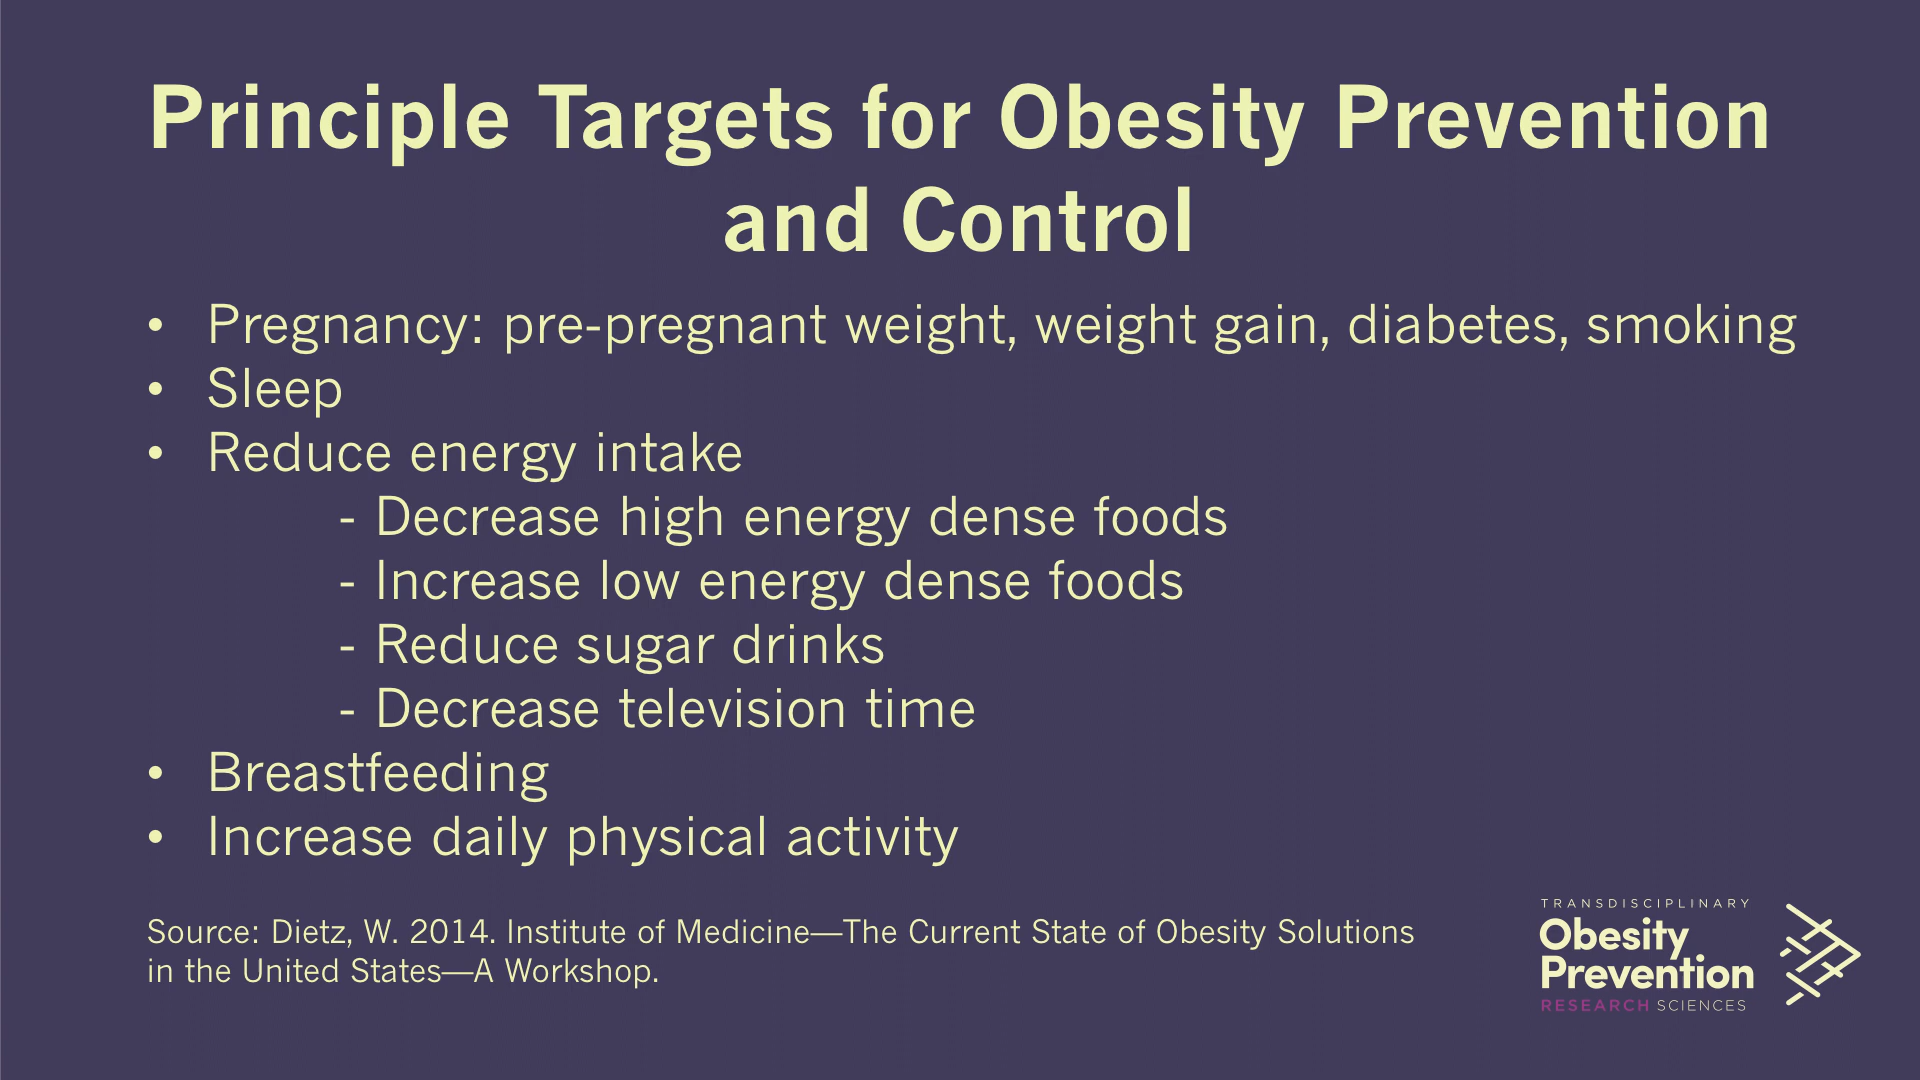 Principle Targets for Obesity Prevention
and Control
• Pregnancy: pre-pregnant weight, weight gain, diabetes, smoking
• Sleep
• Reduce energy intake
- Decrease high energy dense foods
- Increase low energy dense foods
- Reduce sugar drinks
- Decrease television time
• Breastfeeding
• Increase daily physical activity
Source: Dietz, W. 2014. Institute of Medicine—The Current State of Obesity Solutions
in the United States—A Workshop.
TRANSDISCIPLINARY
Obesity
Prevention
RESEARCH SCIENCES